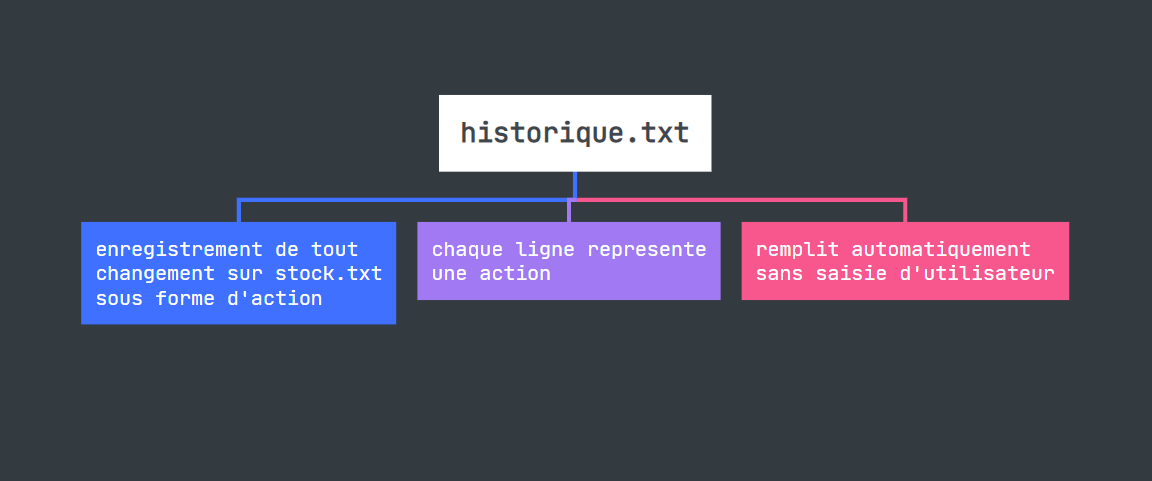 historique.txt
enregistrement de tout
changement sur stock.txt
sous forme d'action
chaque ligne represente
une action
remplit automatiquement
sans saisie d'utilisateur